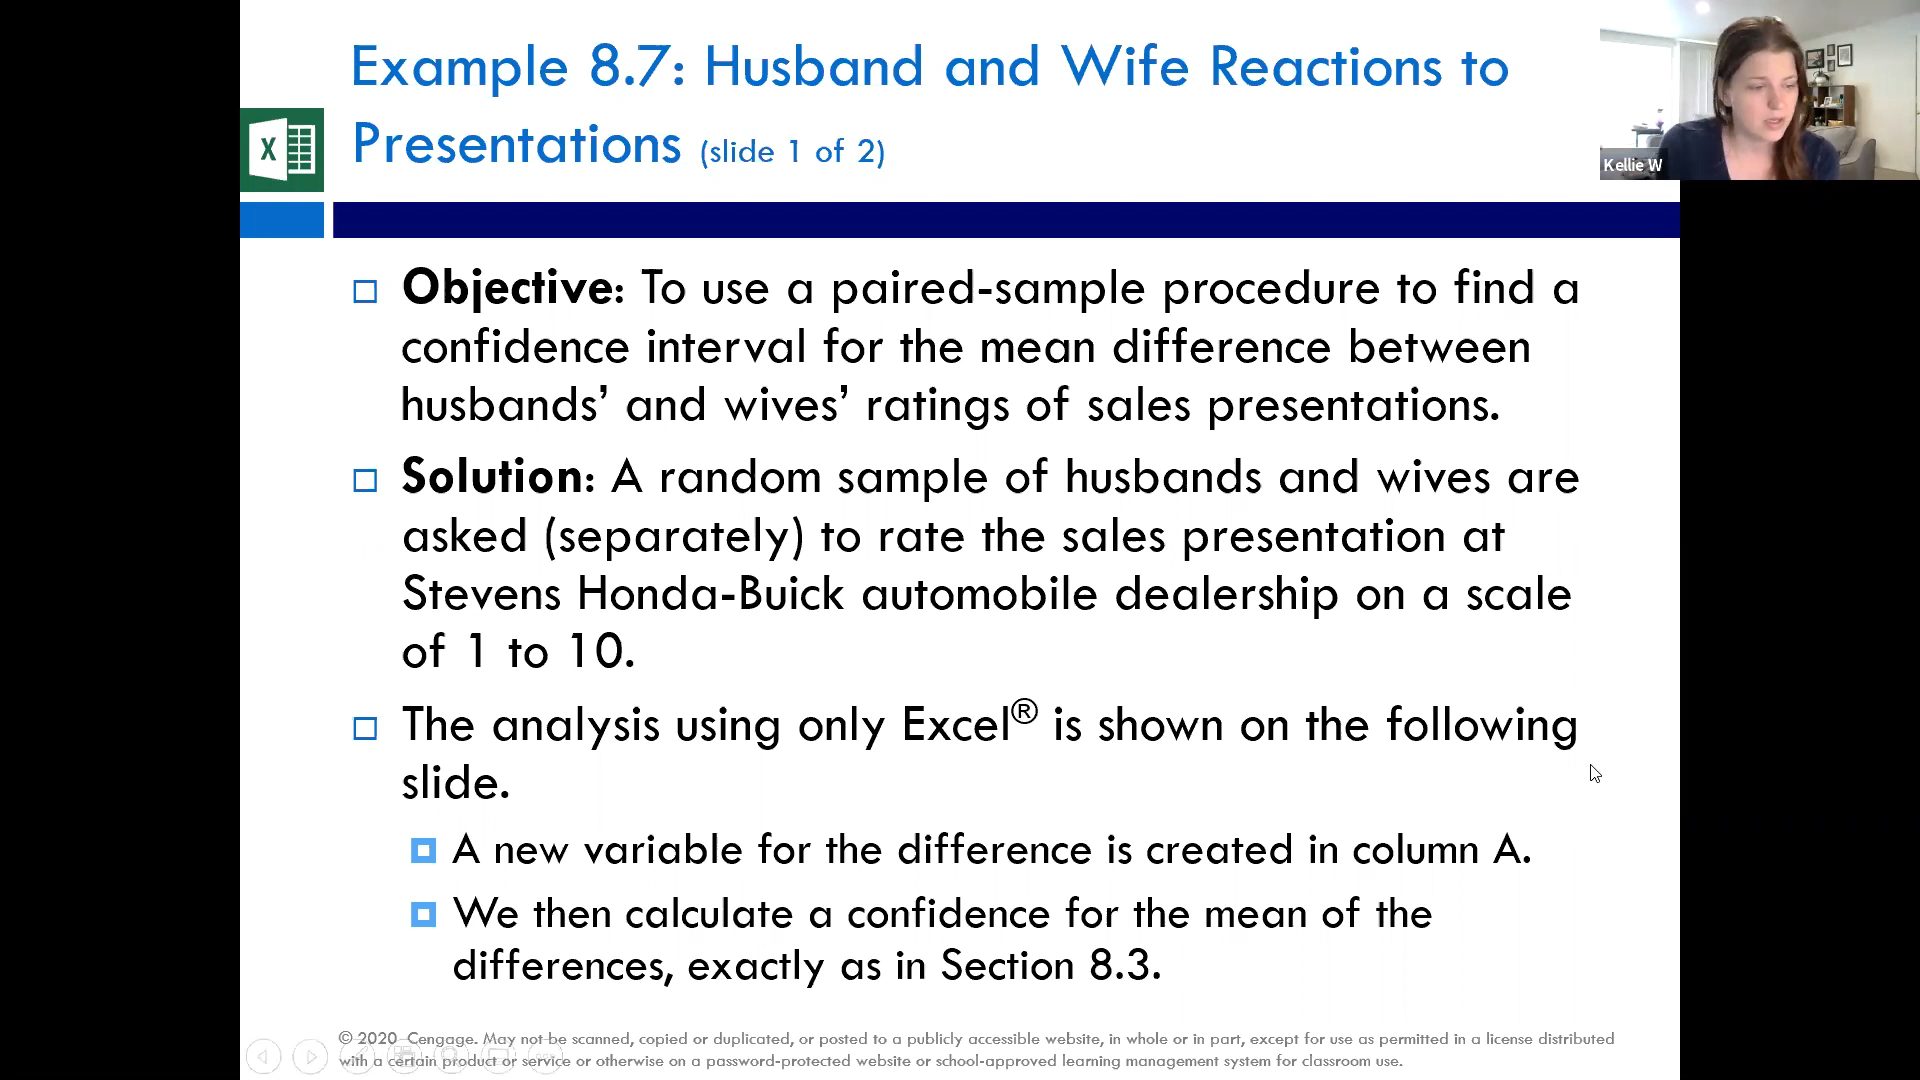 Example 8.7: Husband and Wife Reactions to
Presentations (slide 1 of 2)
X
Kellie W
Objective: To use a paired-sample procedure to find a
confidence interval for the mean difference between
husbands’ and wives’ ratings of sales presentations.
Solution: A random sample of husbands and wives are
asked (separately) to rate the sales presentation at
Stevens Honda-Buick automobile dealership on a scale
of 1 to 10.
The analysis using only Excel® is shown on the following
slide.
A new variable for the difference is created in column A.
We then calculate a confidence for the mean of the
differences, exactly as in Section 8.3.
© 2020 Cengage. May not be scanned, copied or duplicated, or posted to a publicly accessible website, in whole or in part, except for use as permitted in a license distributed
with a certain product or service or otherwise on a password-protected website or school-approved learning management system for classroom use.